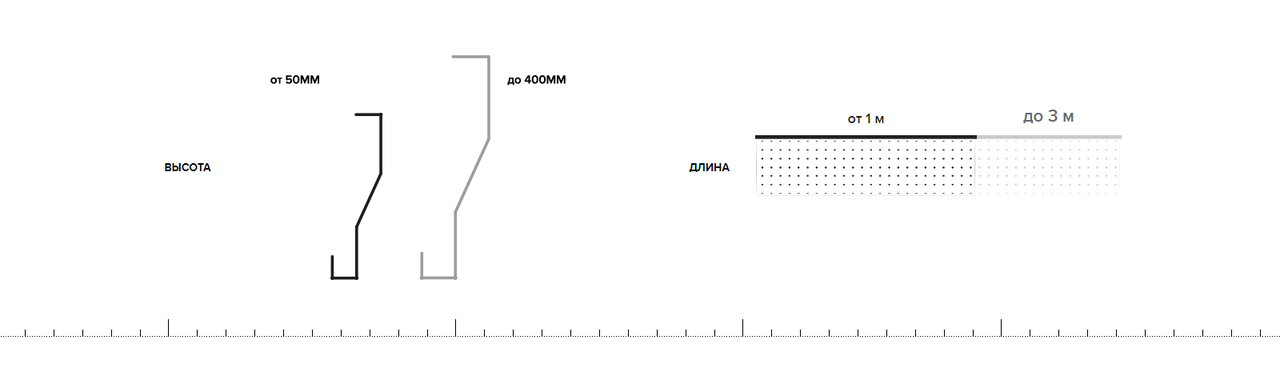 от 50ММ
до 400ММ
ВЫСОТА
от 1 м
до 3 м
ДЛИНА